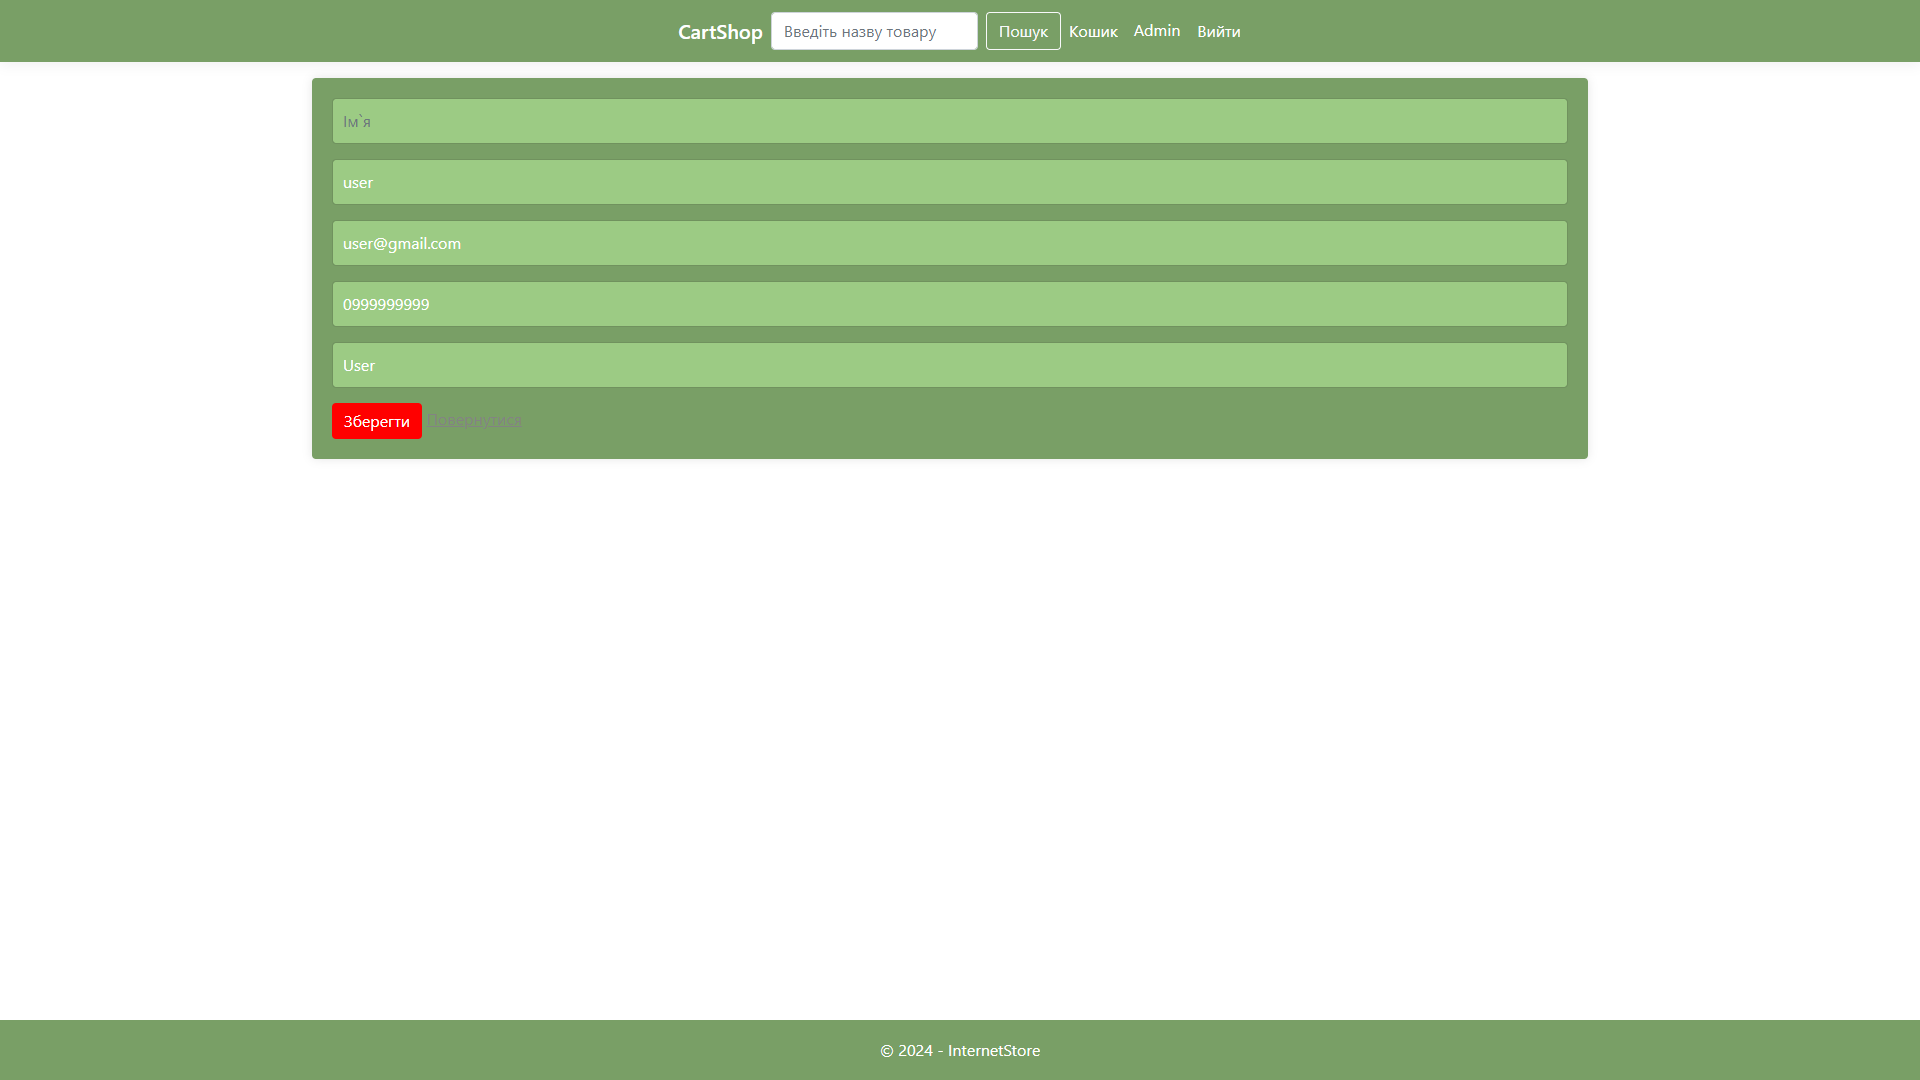 CartShop Введіть назву товару Пошук Кошик Admin Вийти
Ім`я
user
user@gmail.com
0999999999
User
Зберегти Повернутися
© 2024 - InternetStore